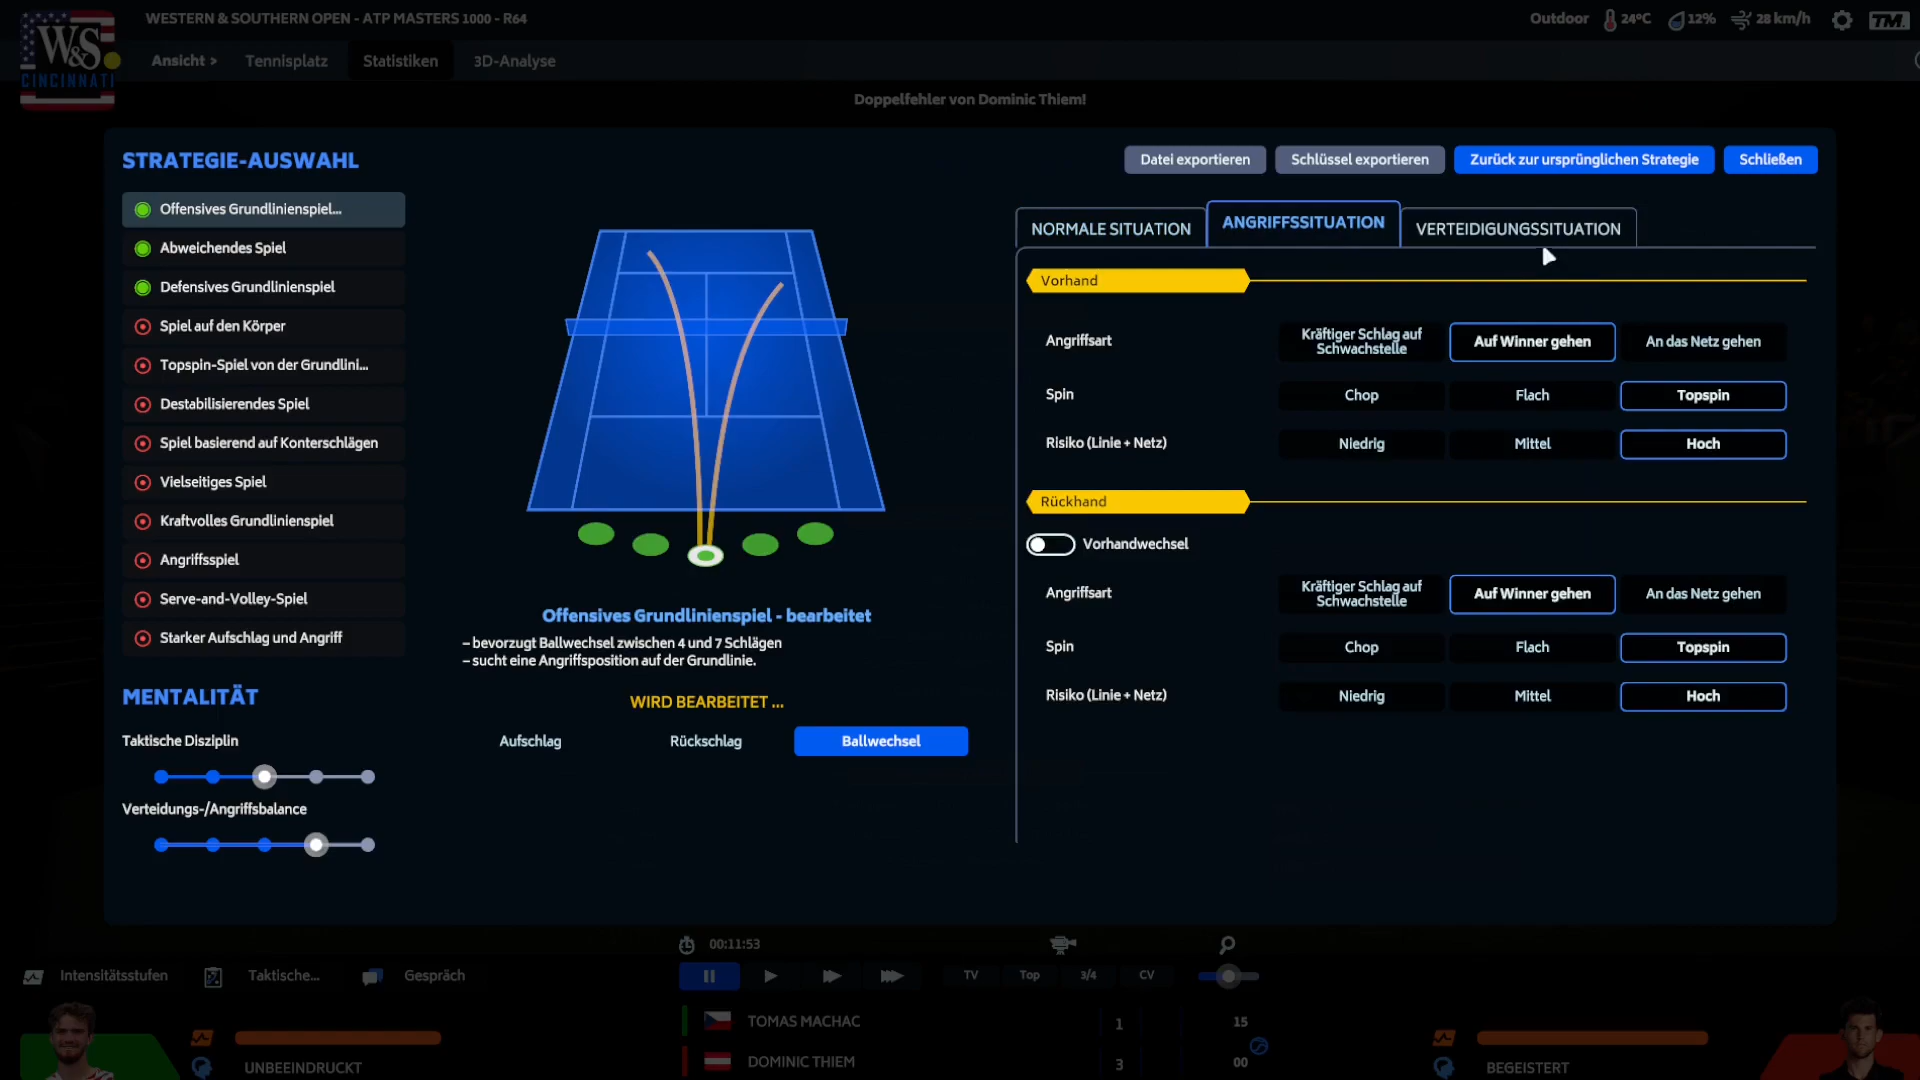 WESTERN & SOUTHERN OPEN - ATP MASTERS 1000 - R64
Outdoor 24°C 12% 28 km/h TM.
W&S
CINCINNATI
Ansicht > Tennisplatz Statistiken 3D-Analyse
Doppelfehler von Dominic Thiem!
STRATEGIE-AUSWAHL
Datei exportieren Schlüssel exportieren Zurück zur ursprünglichen Strategie Schließen
Offensives Grundlinienspiel...
Abweichendes Spiel
Defensives Grundlinienspiel
Spiel auf den Körper
Topspin-Spiel von der Grundlini...
Destabilisierendes Spiel
Spiel basierend auf Konterschlägen
Vielseitiges Spiel
Kraftvolles Grundlinienspiel
Angriffsspiel
Serve-and-Volley-Spiel
Starker Aufschlag und Angriff
MENTALITÄT
Taktische Disziplin
Verteidungs-/Angriffsbalance
Offensives Grundlinienspiel - bearbeitet
– bevorzugt Ballwechsel zwischen 4 und 7 Schlägen
– sucht eine Angriffsposition auf der Grundlinie.
WIRD BEARBEITET ...
Aufschlag Rückschlag Ballwechsel
NORMALE SITUATION ANGRIFFSSITUATION VERTEIDIGUNGSSITUATION
Vorhand
Angriffsart Kräftiger Schlag auf Schwachstelle Auf Winner gehen An das Netz gehen
Spin Chop Flach Topspin
Risiko (Linie + Netz) Niedrig Mittel Hoch
Rückhand
Vorhandwechsel
Angriffsart Kräftiger Schlag auf Schwachstelle Auf Winner gehen An das Netz gehen
Spin Chop Flach Topspin
Risiko (Linie + Netz) Niedrig Mittel Hoch
00:11:53
Intensitätsstufen Taktische... Gespräch TV Top 3/4 CV
TOMAS MACHAC 1 15
DOMINIC THIEM 3 00
UNBEEINDRUCKT
BEGEISTERT